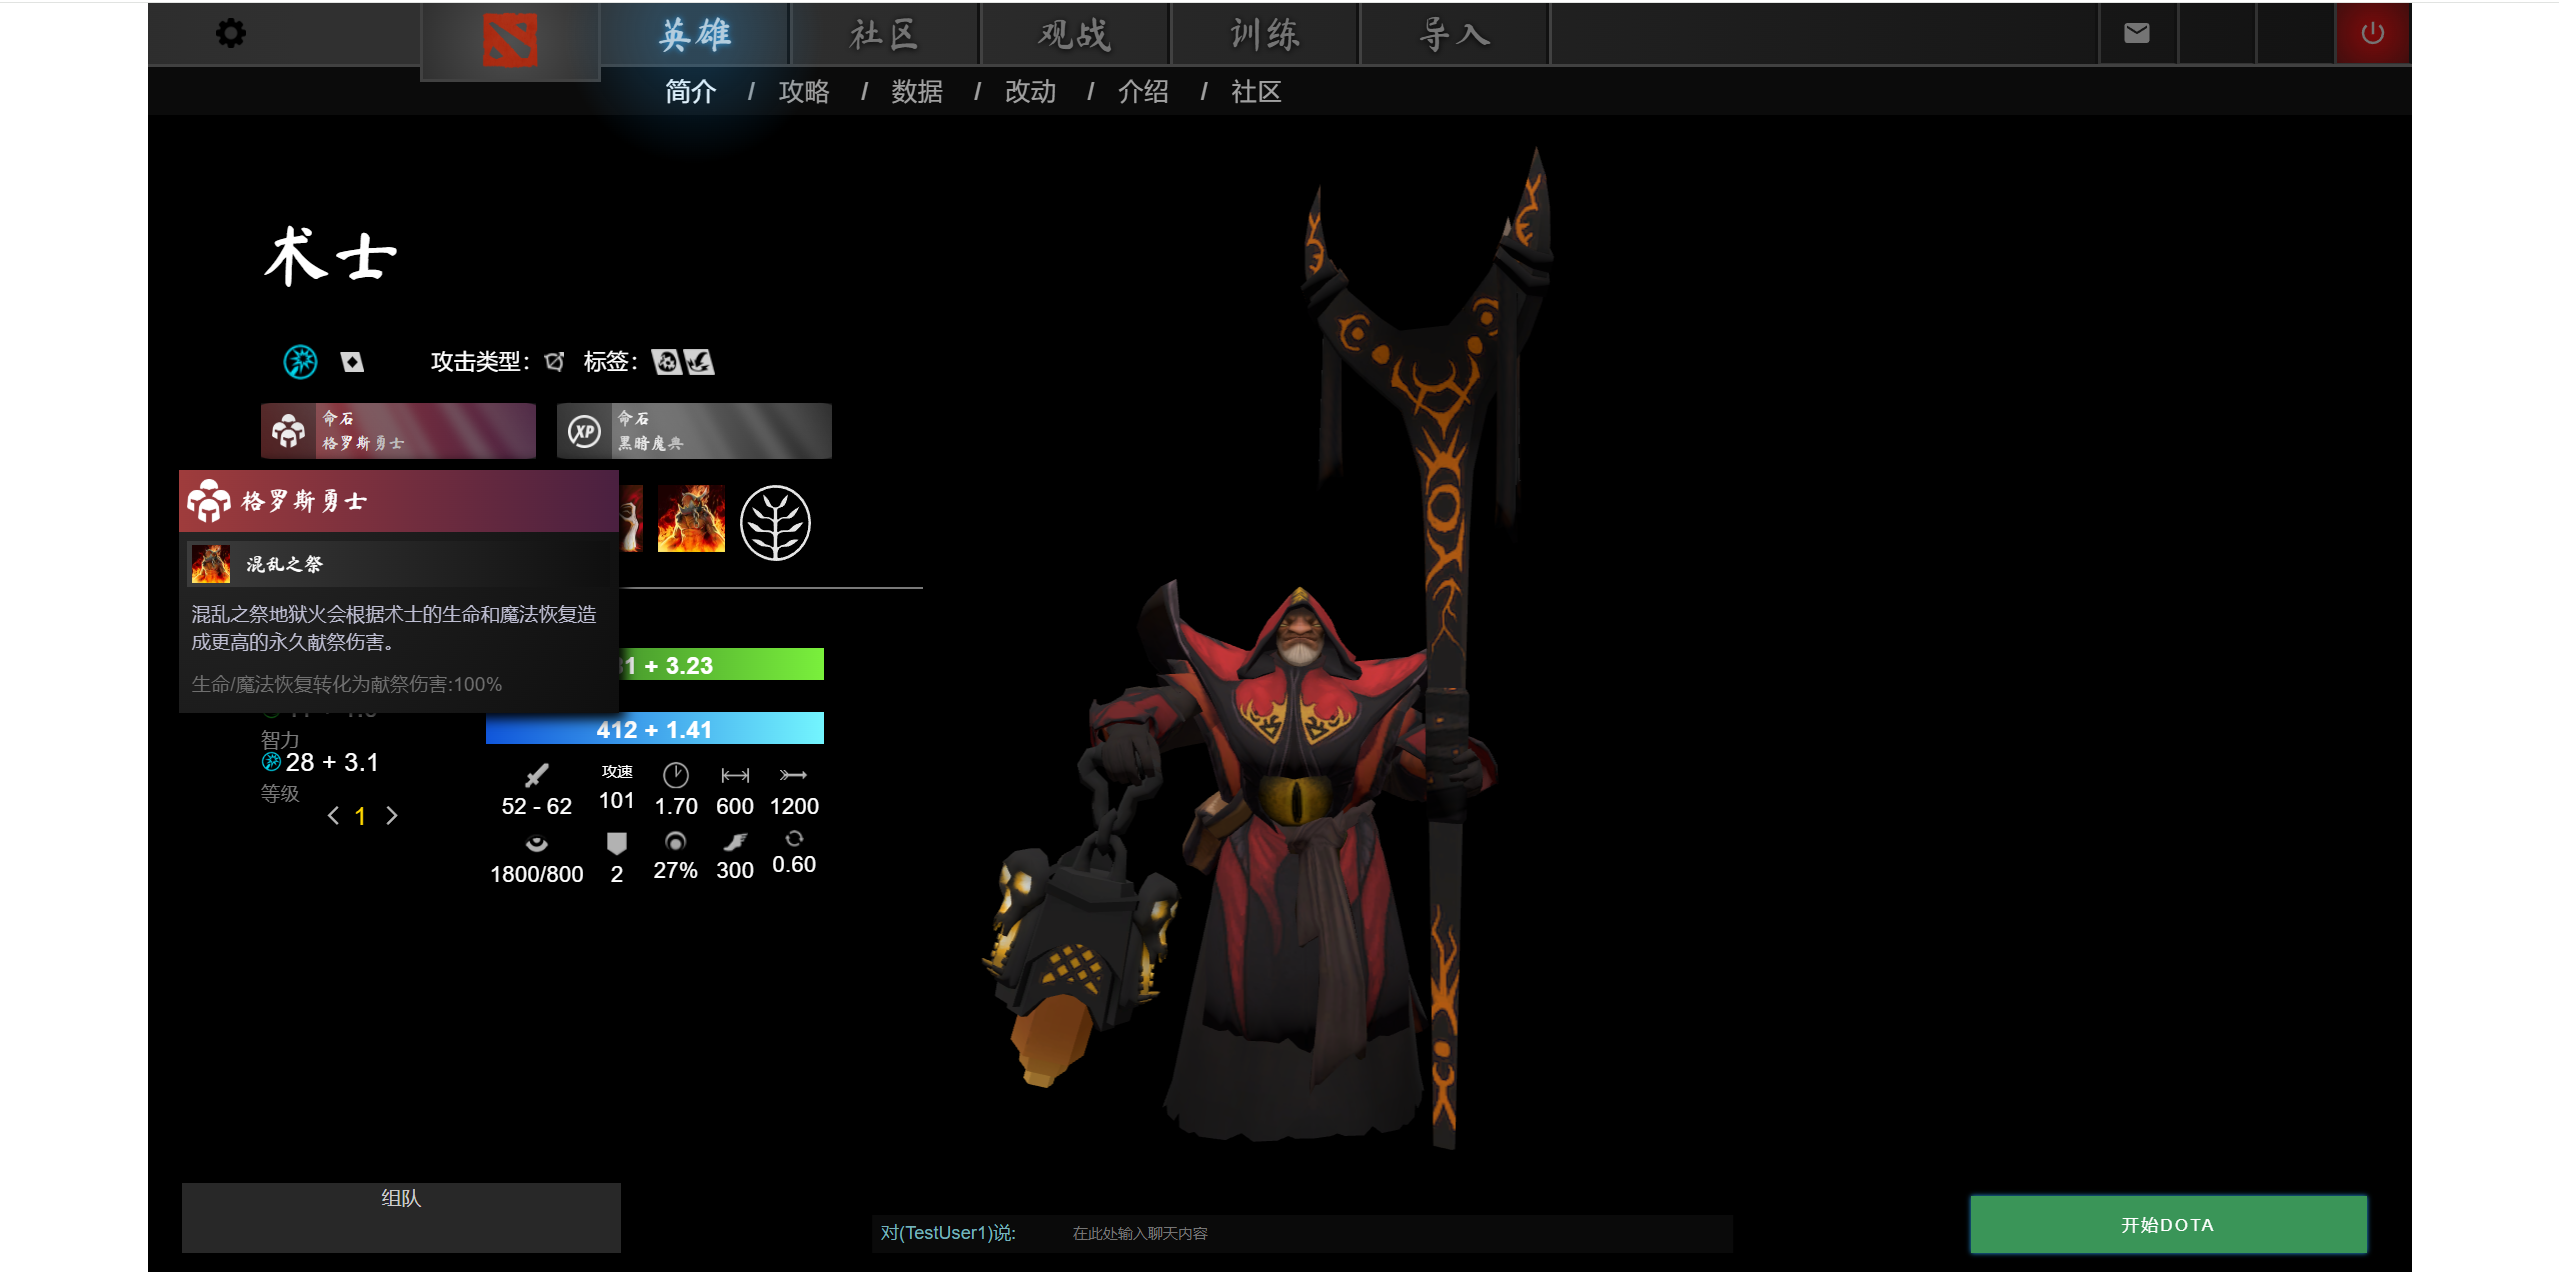 英雄
社区
观战
训练
导入
简介 / 攻略 / 数据 / 改动 / 介绍 / 社区
术士
攻击类型: 标签:
命石
格罗斯勇士
命石
XP
黑暗魔典
格罗斯勇士
混乱之祭
混乱之祭地狱火会根据术士的生命和魔法恢复造
成更高的永久献祭伤害。
生命/魔法恢复转化为献祭伤害:100%
1 + 3.23
412 + 1.41
智力
28 + 3.1
等级
1
攻速
52 - 62
101
1.70
600
1200
1800/800
2
27%
300
0.60
组队
对(TestUser1)说:
在此处输入聊天内容
开始DOTA